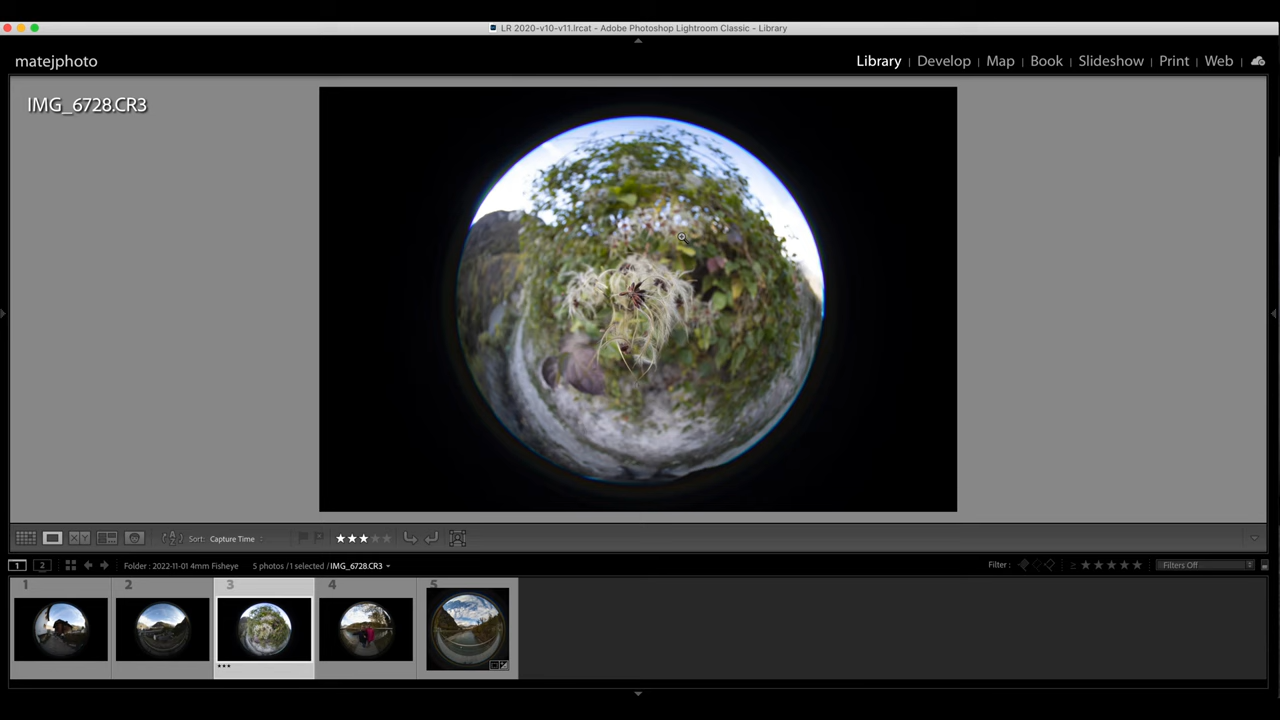 LR 2020-v10-v11.lrcat - Adobe Photoshop Lightroom Classic - Library
matejphoto
Library | Develop | Map | Book | Slideshow | Print | Web
IMG_6728.CR3
Sort: Capture Time
1 2 Folder : 2022-11-01 4mm Fisheye 5 photos / 1 selected / IMG_6728.CR3 Filter : Filters Off
1 2 3 4 5